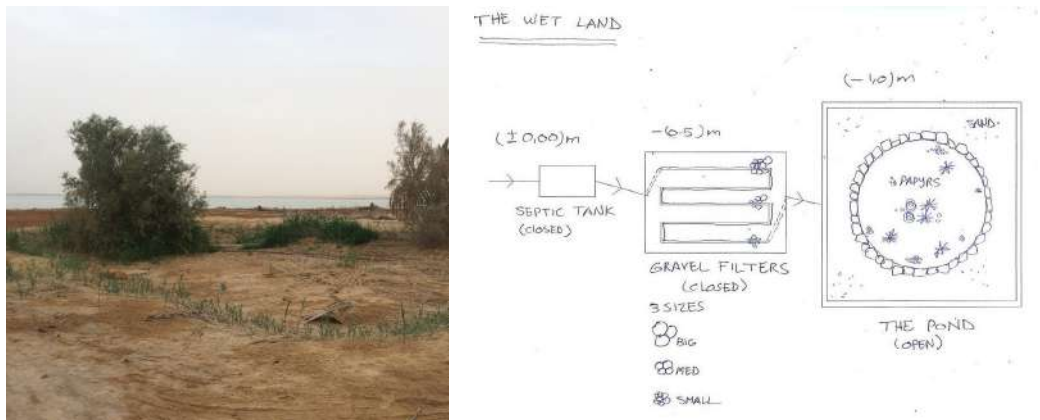 THE WET LAND
(±0,00)m
SEPTIC TANK
(CLOSED)
-0.5)m
GRAVEL FILTERS
(CLOSED)
3 SIZES
BIG
MED
SMALL
(-1,0)m
SAND
PAPYRS
THE POND
(OPEN)